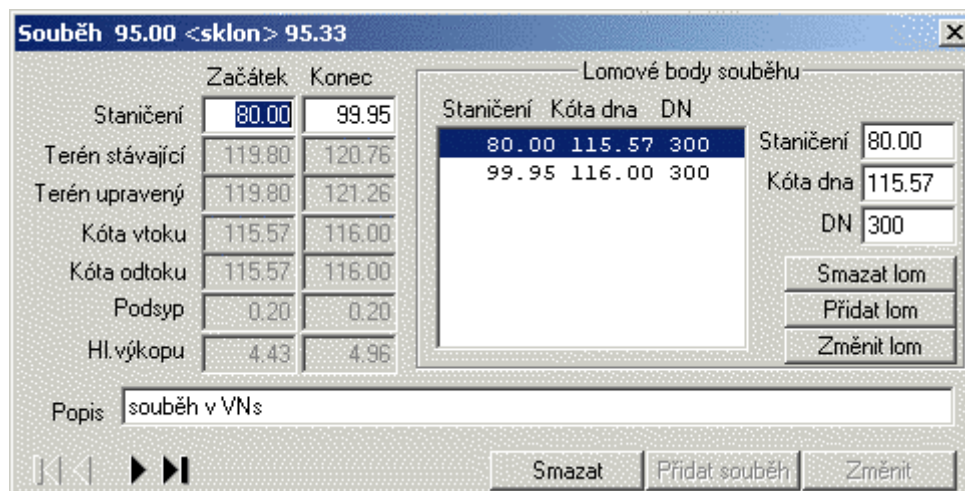 Souběh 95.00 <sklon> 95.33
Začátek Konec
Staničení 80.00 99.95
Terén stávající 119.80 120.76
Terén upravený 119.80 121.26
Kóta vtoku 115.57 116.00
Kóta odtoku 115.57 116.00
Podsyp 0.20 0.20
Hl.výkopu 4.43 4.96
Lomové body souběhu
Staničení Kóta dna DN
80.00 115.57 300
99.95 116.00 300
Staničení 80.00
Kóta dna 115.57
DN 300
Smazat lom
Přidat lom
Změnit lom
Popis souběh v VNs
Smazat Přidat souběh Změnit